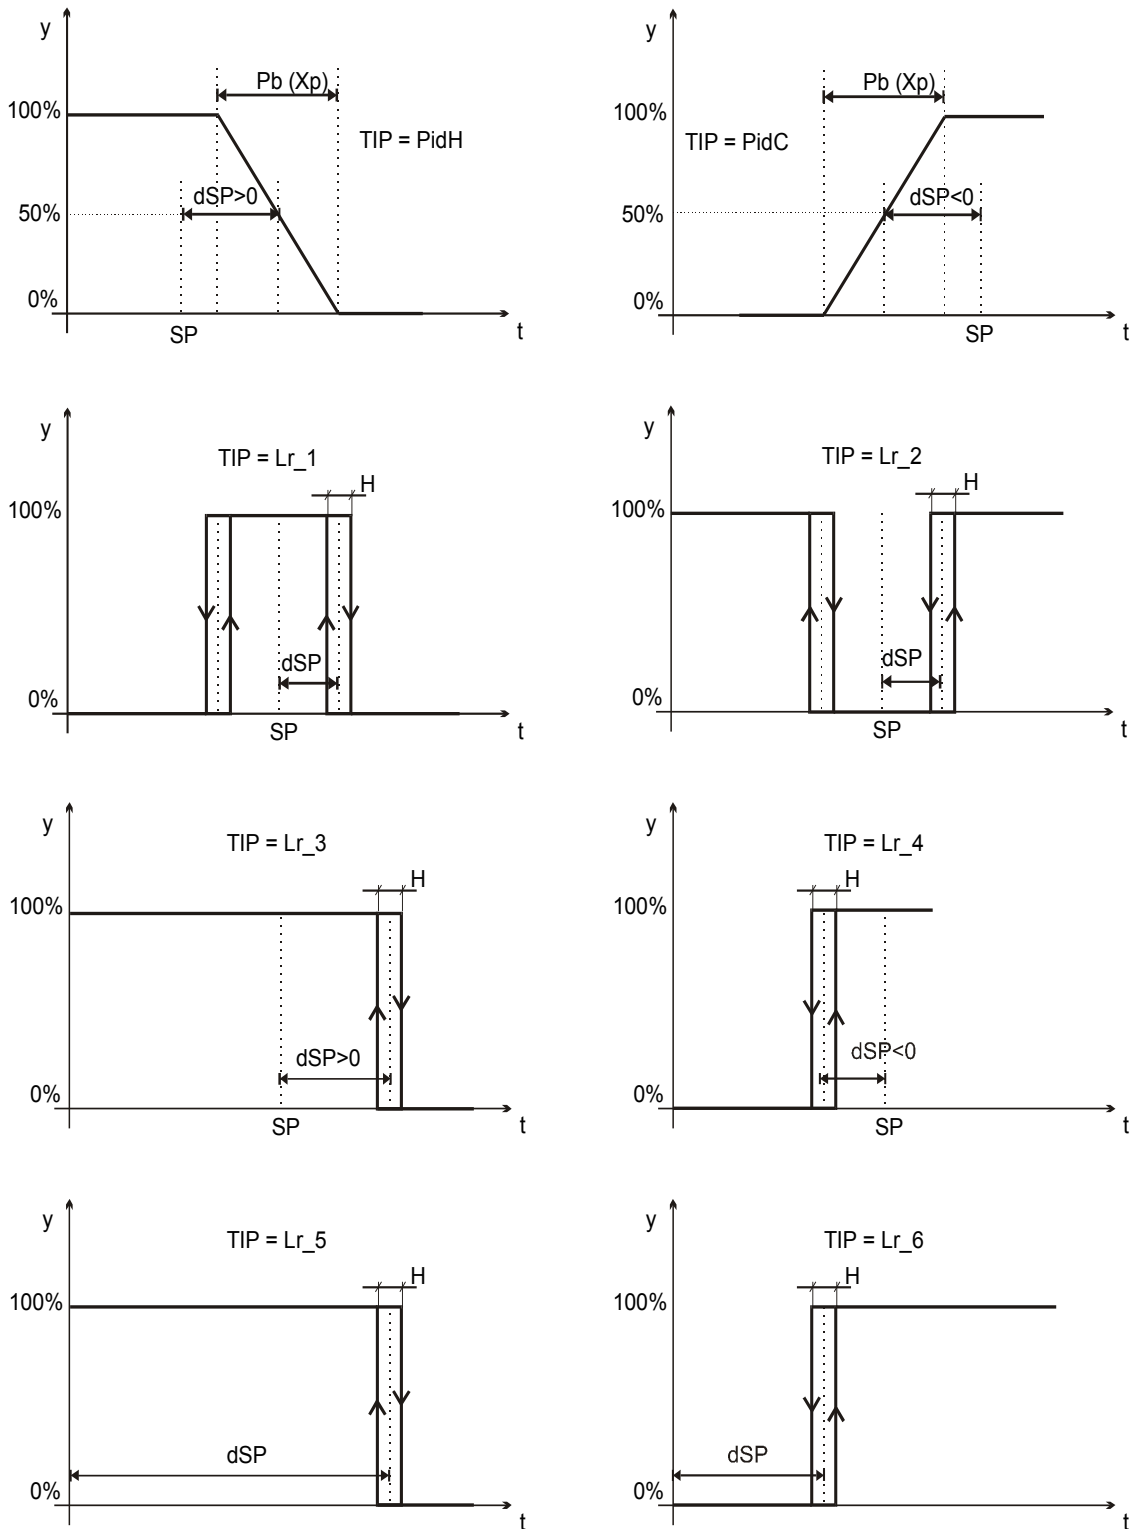 y
Pb (Xp)
100%
TIP = PidH
dSP>0
50%
0%
SP
t
y
Pb (Xp)
100%
TIP = PidC
dSP<0
50%
0%
SP
t
y
TIP = Lr_1
H
100%
dSP
0%
SP
t
y
TIP = Lr_2
H
100%
dSP
0%
SP
t
y
TIP = Lr_3
H
100%
dSP>0
0%
SP
t
y
TIP = Lr_4
H
100%
dSP<0
0%
SP
t
y
TIP = Lr_5
H
100%
dSP
0%
t
y
TIP = Lr_6
H
100%
dSP
0%
t